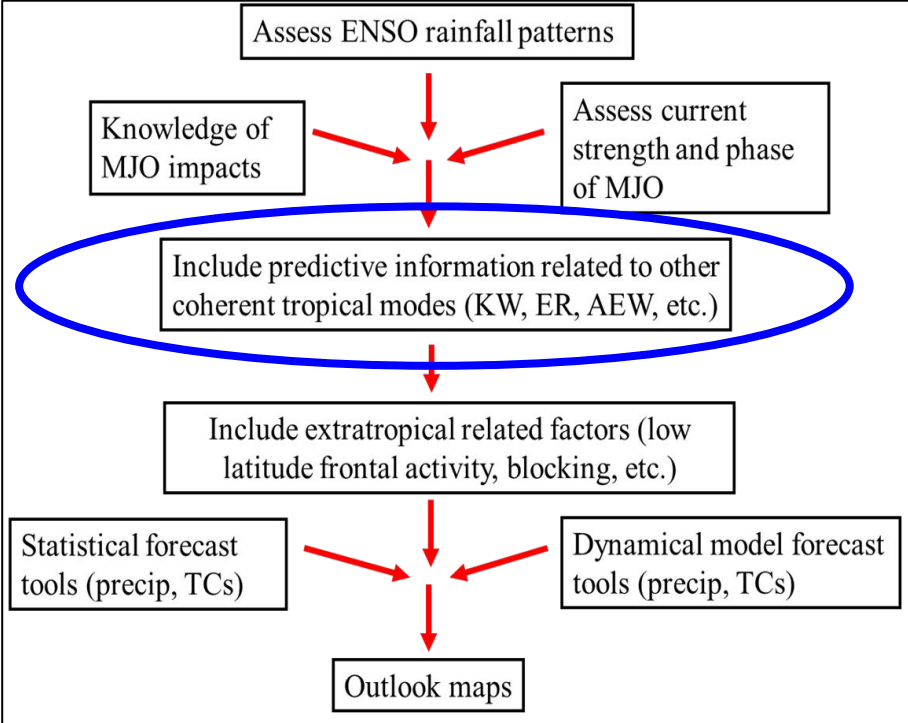 Assess ENSO rainfall patterns
Knowledge of
MJO impacts
Assess current
strength and phase
of MJO
Include predictive information related to other
coherent tropical modes (KW, ER, AEW, etc.)
Include extratropical related factors (low
latitude frontal activity, blocking, etc.)
Statistical forecast
tools (precip, TCs)
Dynamical model forecast
tools (precip, TCs)
Outlook maps